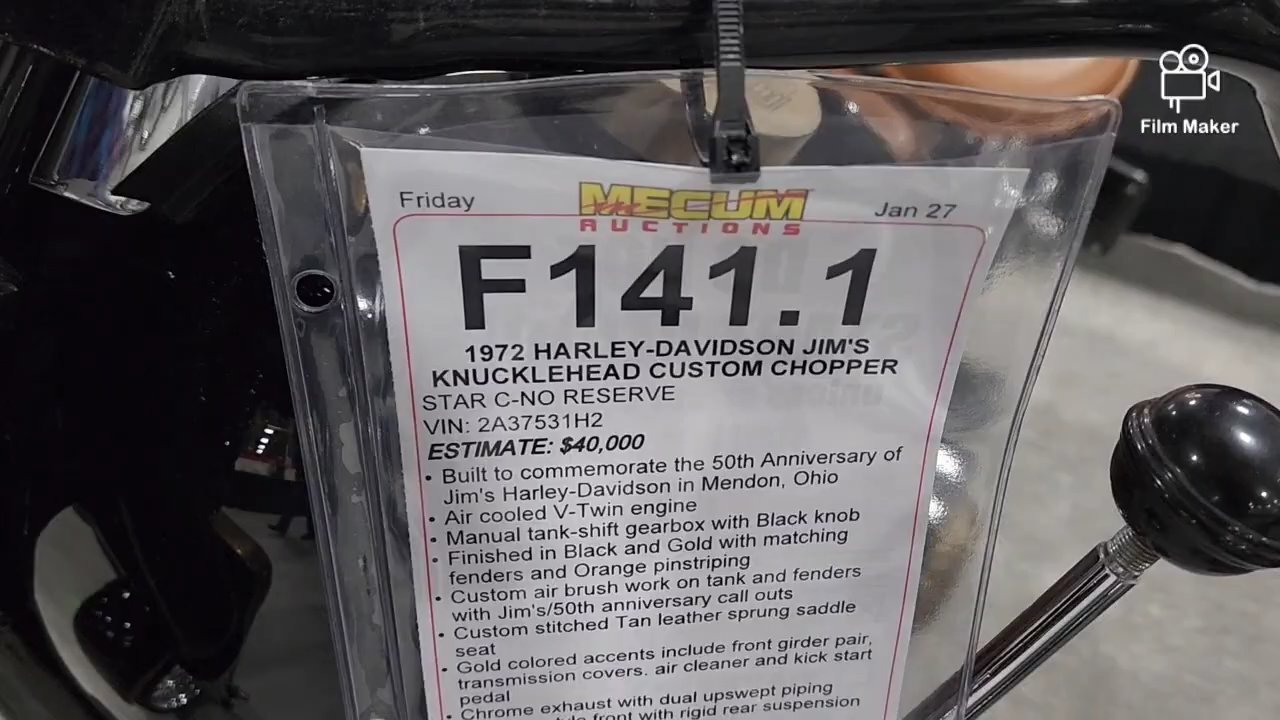 Film Maker
Friday
Jan 27
MECUM
AUCTIONS
F141.1
1972 HARLEY-DAVIDSON JIM'S
KNUCKLEHEAD CUSTOM CHOPPER
STAR C-NO RESERVE
VIN: 2A37531H2
ESTIMATE: $40,000
• Built to commemorate the 50th Anniversary of
Jim's Harley-Davidson in Mendon, Ohio
• Air cooled V-Twin engine
• Manual tank-shift gearbox with Black knob
• Finished in Black and Gold with matching
fenders and Orange pinstriping
• Custom air brush work on tank and fenders
with Jim's/50th anniversary call outs
• Custom stitched Tan leather sprung saddle
seat
• Gold colored accents include front girder pair,
transmission covers. air cleaner and kick start
pedal
• Chrome exhaust with dual upswept piping
front with rigid rear suspension